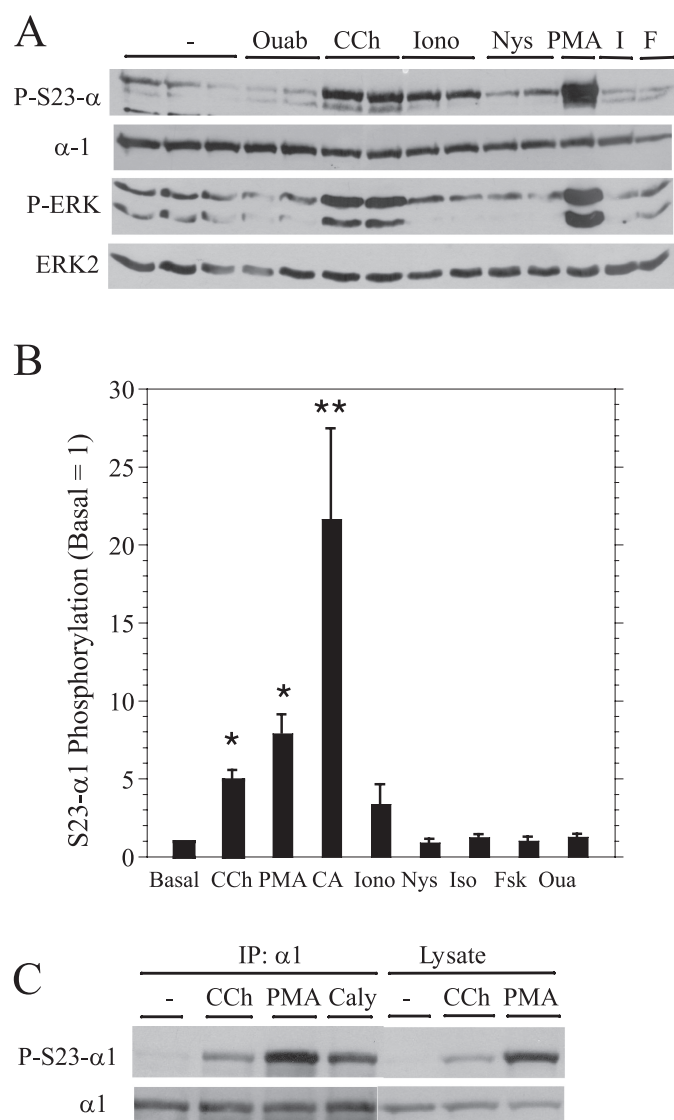 A
- Ouab CCh Iono Nys PMA I F
P-S23-α
α-1
P-ERK
ERK2
B
S23-α1 Phosphorylation (Basal = 1)
30
25
20
15
10
5
0
**
*
*
Basal CCh PMA CA Iono Nys Iso Fsk Oua
C
IP: α1 Lysate
- CCh PMA Caly - CCh PMA
P-S23-α1
α1